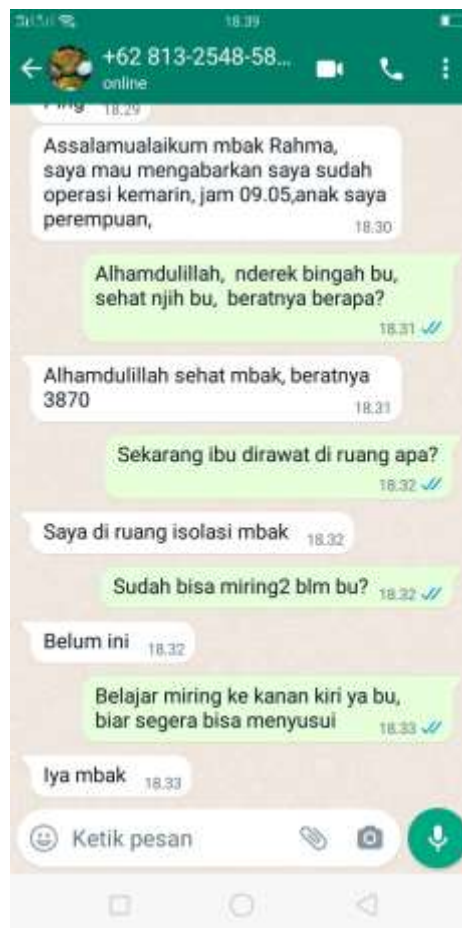 18.39
+62 813-2548-58...
online
18.29
Assalamualaikum mbak Rahma,
saya mau mengabarkan saya sudah
operasi kemarin, jam 09.05,anak saya
perempuan,
18.30
Alhamdulillah, nderek bingah bu,
sehat njih bu, beratnya berapa?
18.31
Alhamdulillah sehat mbak, beratnya
3870
18.31
Sekarang ibu dirawat di ruang apa?
18.32
Saya di ruang isolasi mbak 18.32
Sudah bisa miring2 blm bu? 18.32
Belum ini 18.32
Belajar miring ke kanan kiri ya bu,
biar segera bisa menyusui 18.33
Iya mbak 18.33
Ketik pesan